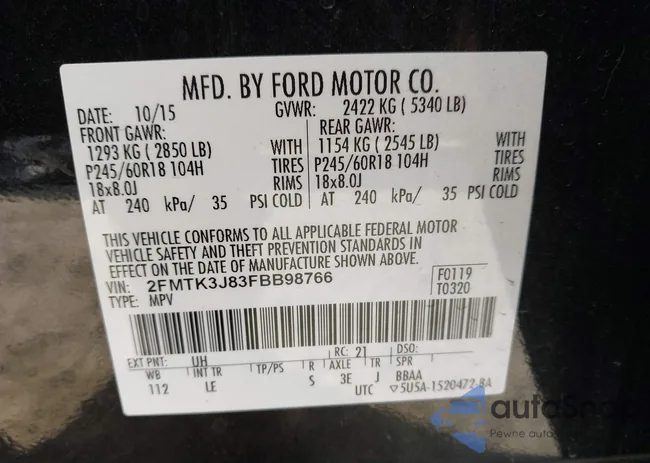 MFD. BY FORD MOTOR CO.
DATE: 10/15 GVWR: 2422 KG ( 5340 LB)
FRONT GAWR: REAR GAWR:
1293 KG ( 2850 LB) WITH 1154 KG ( 2545 LB) WITH
P245/60R18 104H TIRES P245/60R18 104H TIRES
18x8.0J RIMS 18x8.0J RIMS
AT 240 kPa/ 35 PSI COLD AT 240 kPa/ 35 PSI COLD
THIS VEHICLE CONFORMS TO ALL APPLICABLE FEDERAL MOTOR
VEHICLE SAFETY AND THEFT PREVENTION STANDARDS IN
EFFECT ON THE DATE OF MANUFACTURE SHOWN ABOVE.
VIN: 2FMTK3J83FBB98766 F0119
TYPE: MPV T0320
EXT PNT: UH RC: 21 DSO:
WB INT TR TP/PS R AXLE TR SPR
112 LE S 3E J BBAA
UTC 5U5A-1520472-BA
autoSnap
Pewne auto